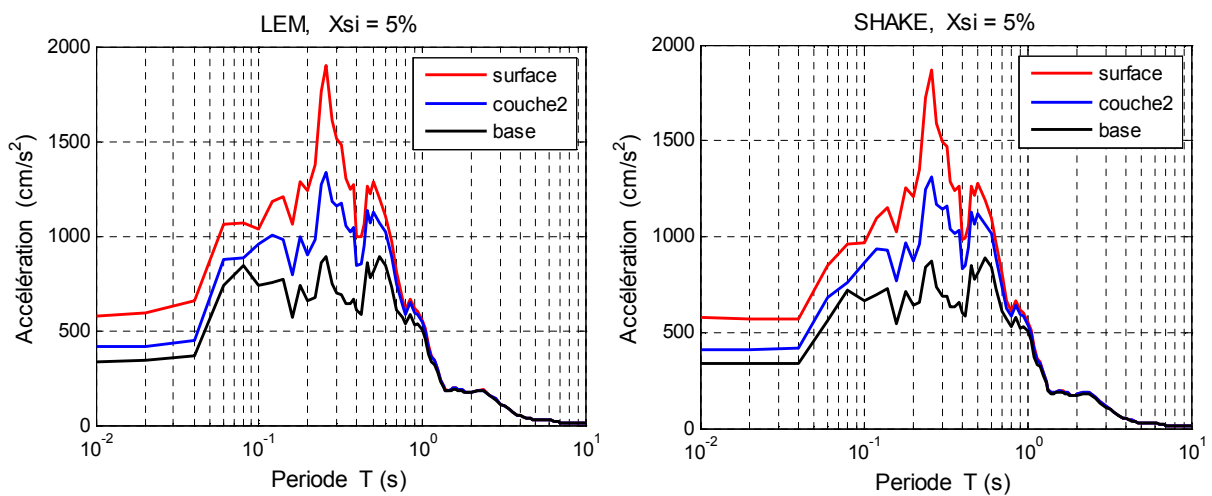 LEM, Xsi = 5%
2000
1500
1000
500
0
Accélération (cm/s²)
surface
couche2
base
10⁻² 10⁻¹ 10⁰ 10¹
Periode T (s)
SHAKE, Xsi = 5%
2000
1500
1000
500
0
Accélération (cm/s²)
surface
couche2
base
10⁻² 10⁻¹ 10⁰ 10¹
Periode T (s)